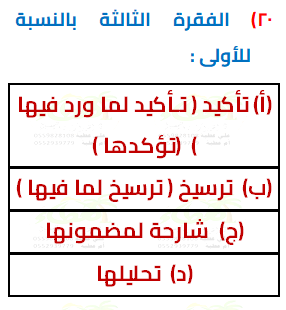 ٢٠) الفقرة الثالثة بالنسبة
للأولى :
(أ) تأكيد ( تـأكيد لما ورد فيها
) (تؤكدها )
(ب) ترسيخ ( ترسيخ لما فيها )
(ج) شارحة لمضمونها
(د) تحليلها